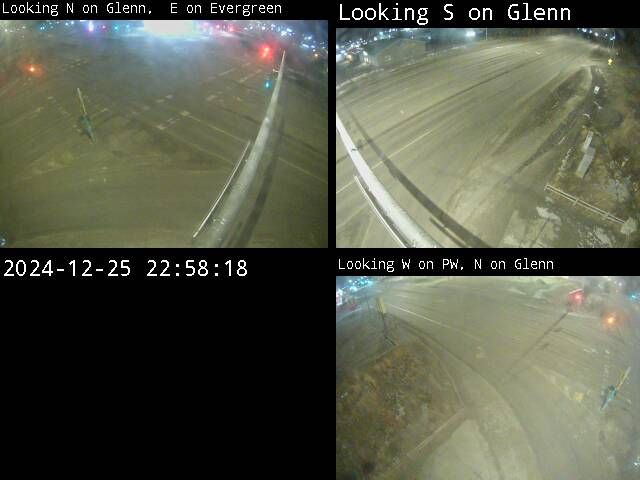 Looking N on Glenn,  E on Evergreen
Looking S on Glenn
2024-12-25 22:58:18
Looking W on PW, N on Glenn